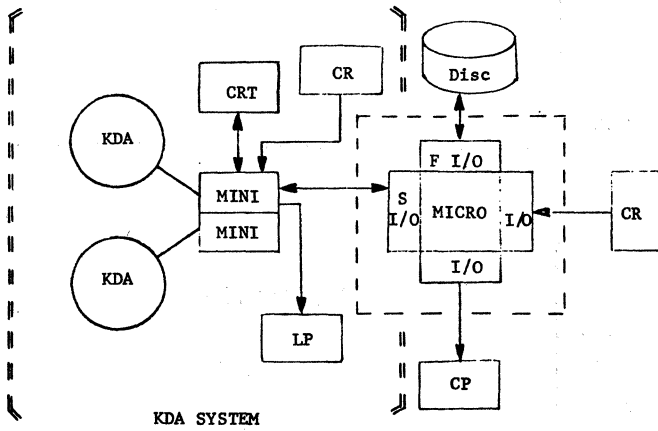 CR
Disc
CRT
KDA
F I/O
MINI
S
I/O
MICRO
I/O
CR
MINI
KDA
I/O
LP
CP
KDA SYSTEM